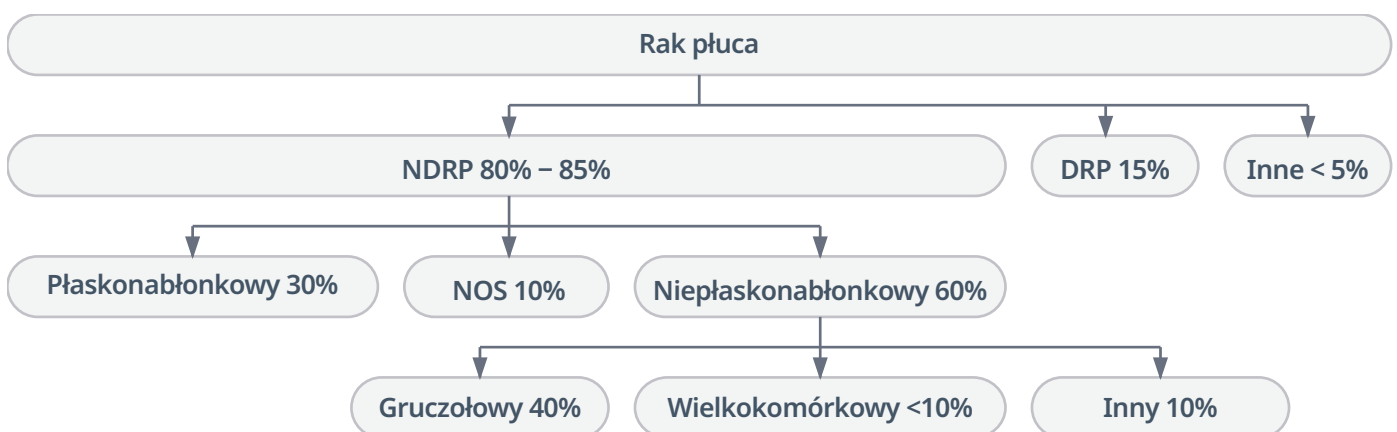 Rak płuca
NDRP 80% – 85%
DRP 15%
Inne < 5%
Płaskonabłonkowy 30%
NOS 10%
Niepłaskonabłonkowy 60%
Gruczołowy 40%
Wielkokomórkowy <10%
Inny 10%